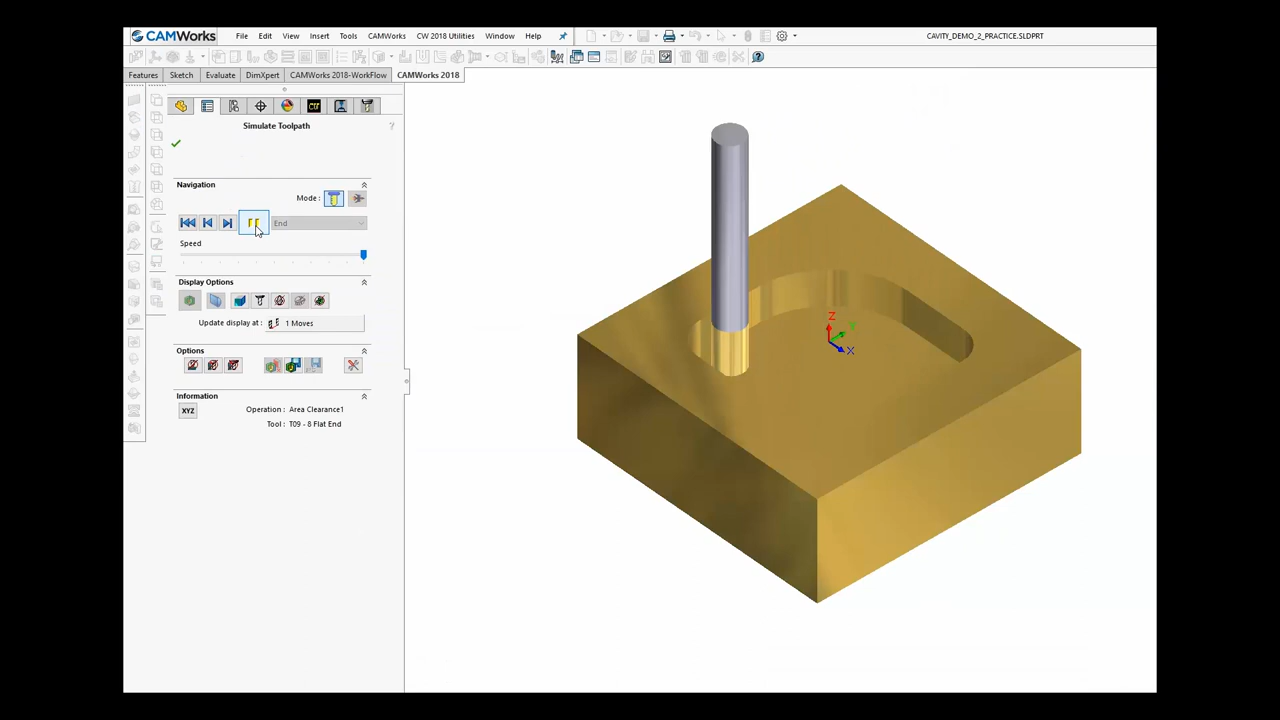 CAMWorks File Edit View Insert Tools CAMWorks CW 2018 Utilities Window Help CAVITY_DEMO_2_PRACTICE.SLDPRT
Features Sketch Evaluate DimXpert CAMWorks 2018-WorkFlow CAMWorks 2018
Simulate Toolpath
Navigation
Mode :
End
Speed
Display Options
Update display at : 1 Moves
Options
Information
XYZ Operation : Area Clearance1
Tool : T09 - 8 Flat End
Z
X